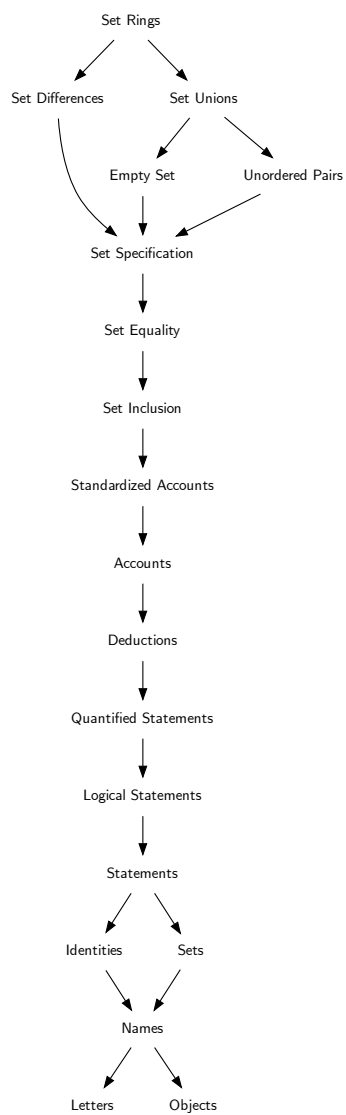 Set Rings
Set Differences
Set Unions
Empty Set
Unordered Pairs
Set Specification
Set Equality
Set Inclusion
Standardized Accounts
Accounts
Deductions
Quantified Statements
Logical Statements
Statements
Identities
Sets
Names
Letters
Objects